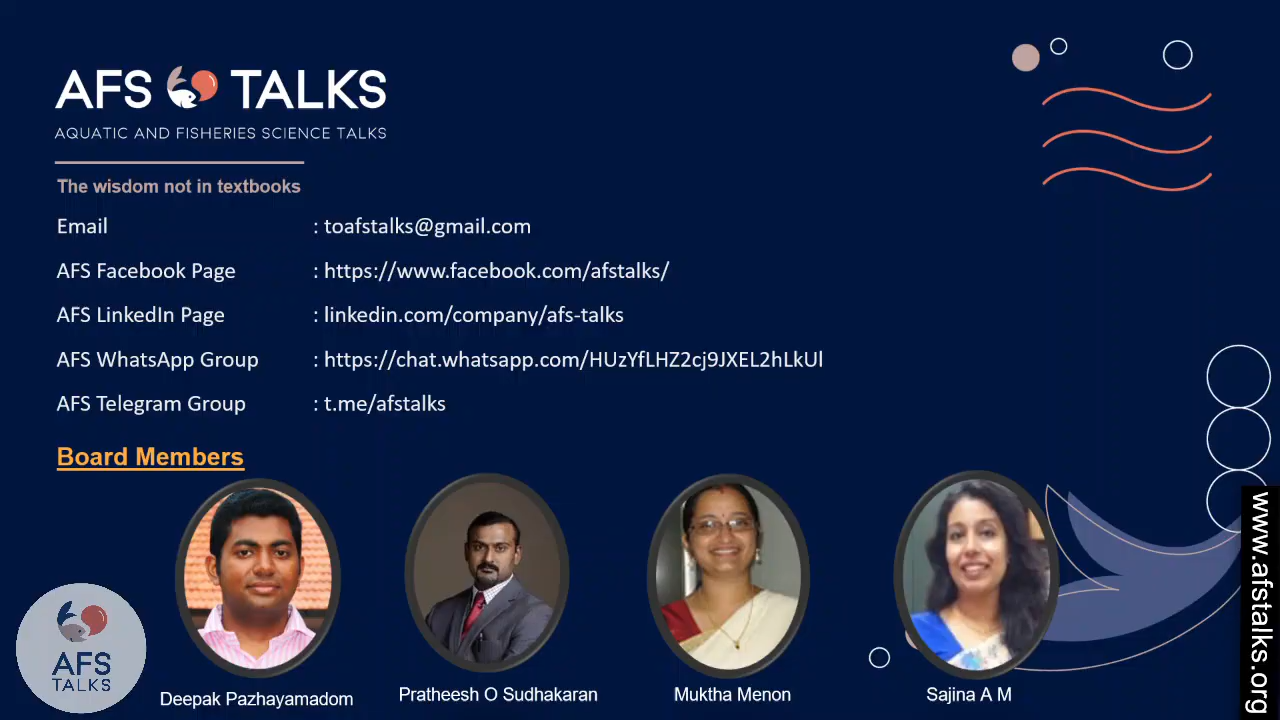 AFS TALKS
AQUATIC AND FISHERIES SCIENCE TALKS
The wisdom not in textbooks
Email : toafstalks@gmail.com
AFS Facebook Page : https://www.facebook.com/afstalks/
AFS LinkedIn Page : linkedin.com/company/afs-talks
AFS WhatsApp Group : https://chat.whatsapp.com/HUzYfLHZ2cj9JXEL2hLkUl
AFS Telegram Group : t.me/afstalks
Board Members
AFS
TALKS
Deepak Pazhayamadom
Pratheesh O Sudhakaran
Muktha Menon
Sajina A M
www.afstalks.org